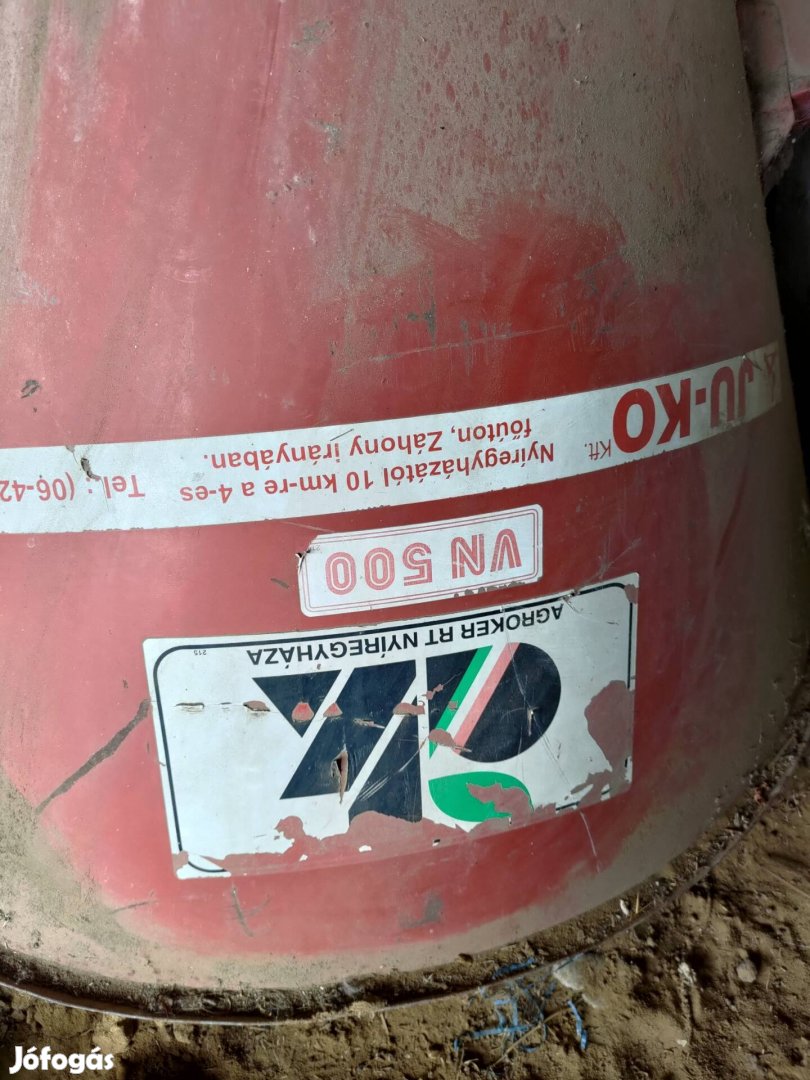 JU-KO Kft.
Nyíregyházától 10 km-re a 4-es
főúton, Záhony irányában.
Tel.: (06-42
VN 500
AGROKER RT NYÍREGYHÁZA
215
Jófogás